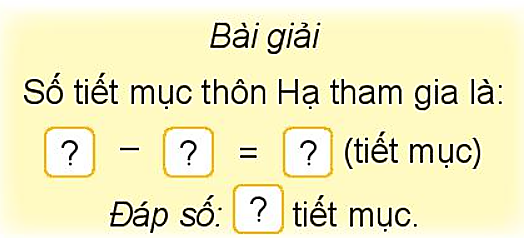 Bài giải
Số tiết mục thôn Hạ tham gia là:
? − ? = ? (tiết mục)
Đáp số: ? tiết mục.